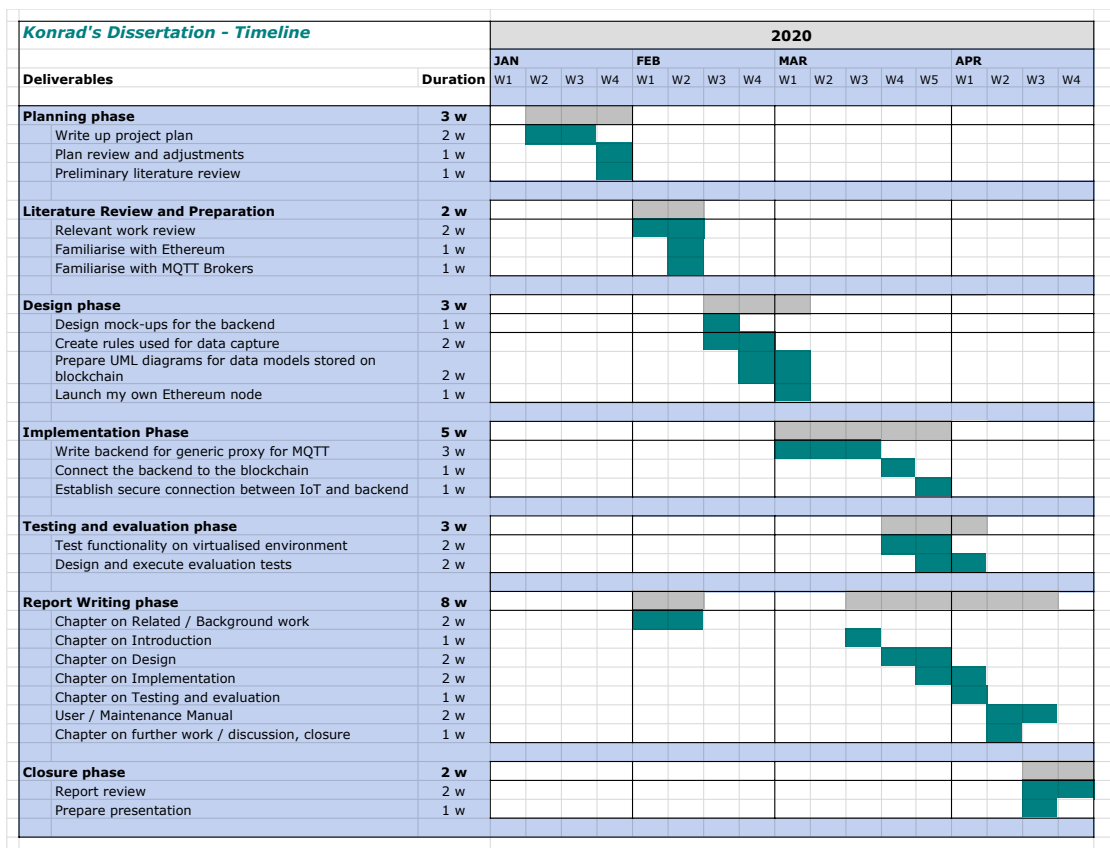 Konrad's Dissertation - Timeline
2020
JAN FEB MAR APR
Deliverables Duration W1 W2 W3 W4 W1 W2 W3 W4 W1 W2 W3 W4 W5 W1 W2 W3 W4
Planning phase 3 w
Write up project plan 2 w
Plan review and adjustments 1 w
Preliminary literature review 1 w
Literature Review and Preparation 2 w
Relevant work review 2 w
Familiarise with Ethereum 1 w
Familiarise with MQTT Brokers 1 w
Design phase 3 w
Design mock-ups for the backend 1 w
Create rules used for data capture 2 w
Prepare UML diagrams for data models stored on
blockchain 2 w
Launch my own Ethereum node 1 w
Implementation Phase 5 w
Write backend for generic proxy for MQTT 3 w
Connect the backend to the blockchain 1 w
Establish secure connection between IoT and backend 1 w
Testing and evaluation phase 3 w
Test functionality on virtualised environment 2 w
Design and execute evaluation tests 2 w
Report Writing phase 8 w
Chapter on Related / Background work 2 w
Chapter on Introduction 1 w
Chapter on Design 2 w
Chapter on Implementation 2 w
Chapter on Testing and evaluation 1 w
User / Maintenance Manual 2 w
Chapter on further work / discussion, closure 1 w
Closure phase 2 w
Report review 2 w
Prepare presentation 1 w